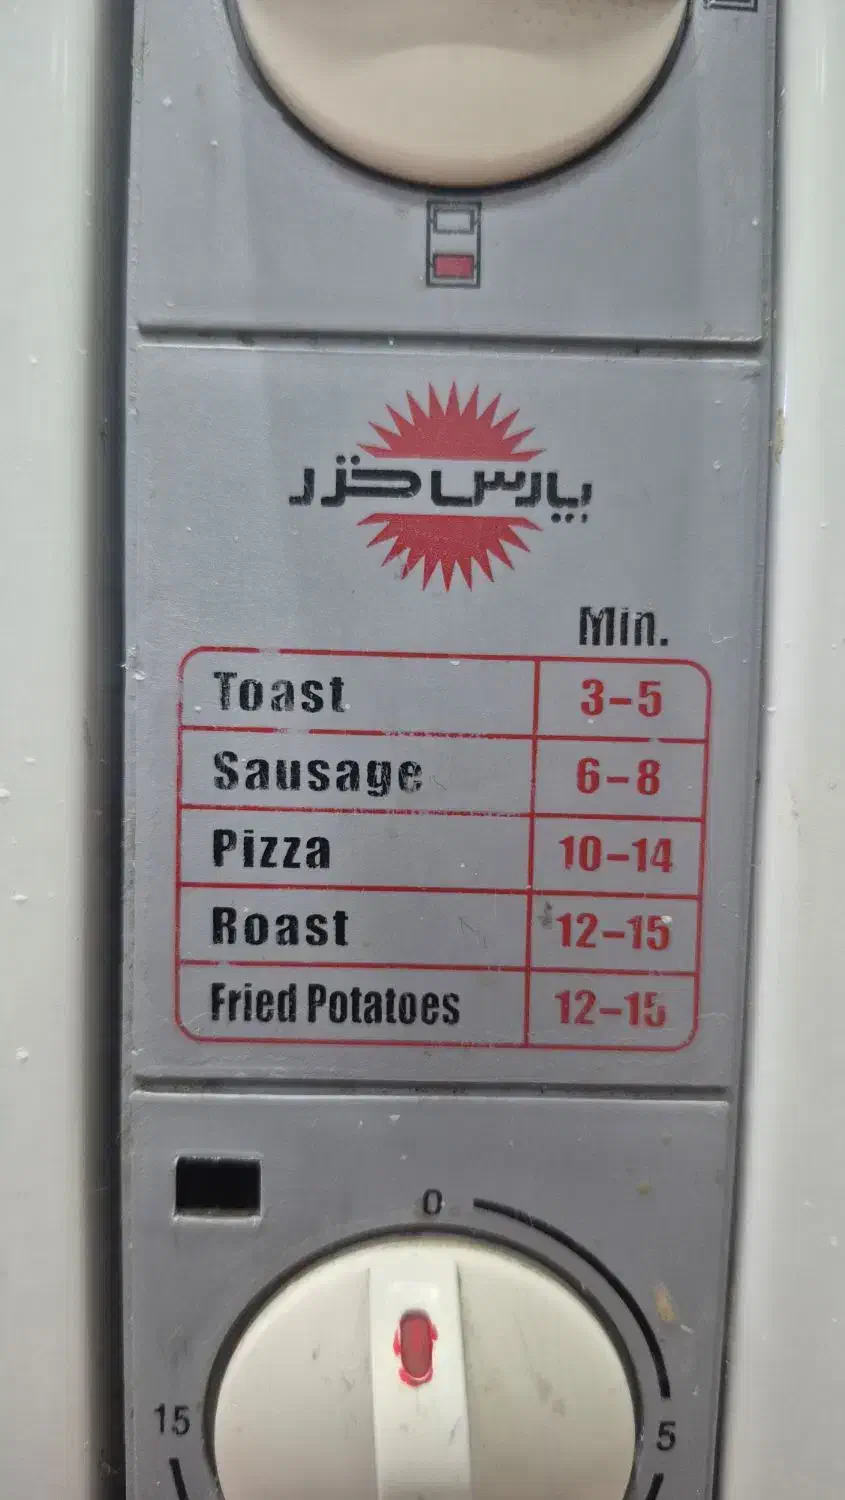 پارس خزر
Min.
Toast 3-5
Sausage 6-8
Pizza 10-14
Roast 12-15
Fried Potatoes 12-15
0
15 5